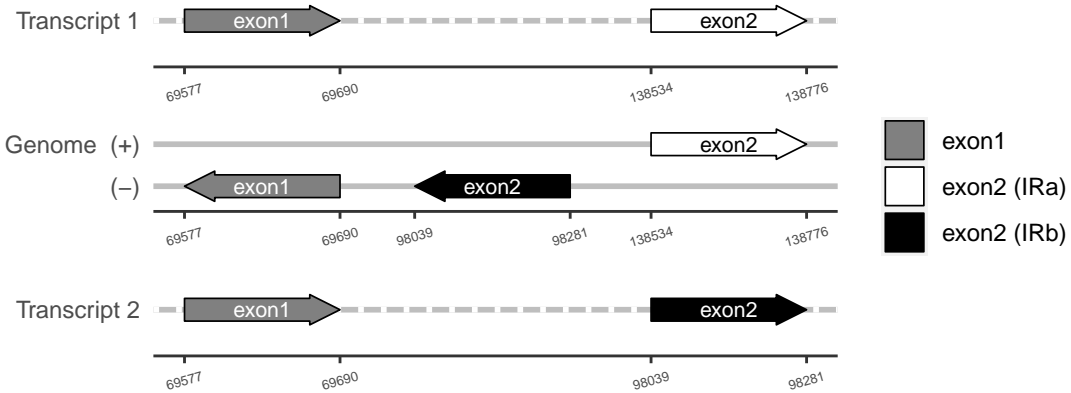 Transcript 1 exon1 exon2
69577 69690 138534 138776
Genome (+) exon2
(−) exon1 exon2
69577 69690 98039 98281 138534 138776
exon1
exon2 (IRa)
exon2 (IRb)
Transcript 2 exon1 exon2
69577 69690 98039 98281